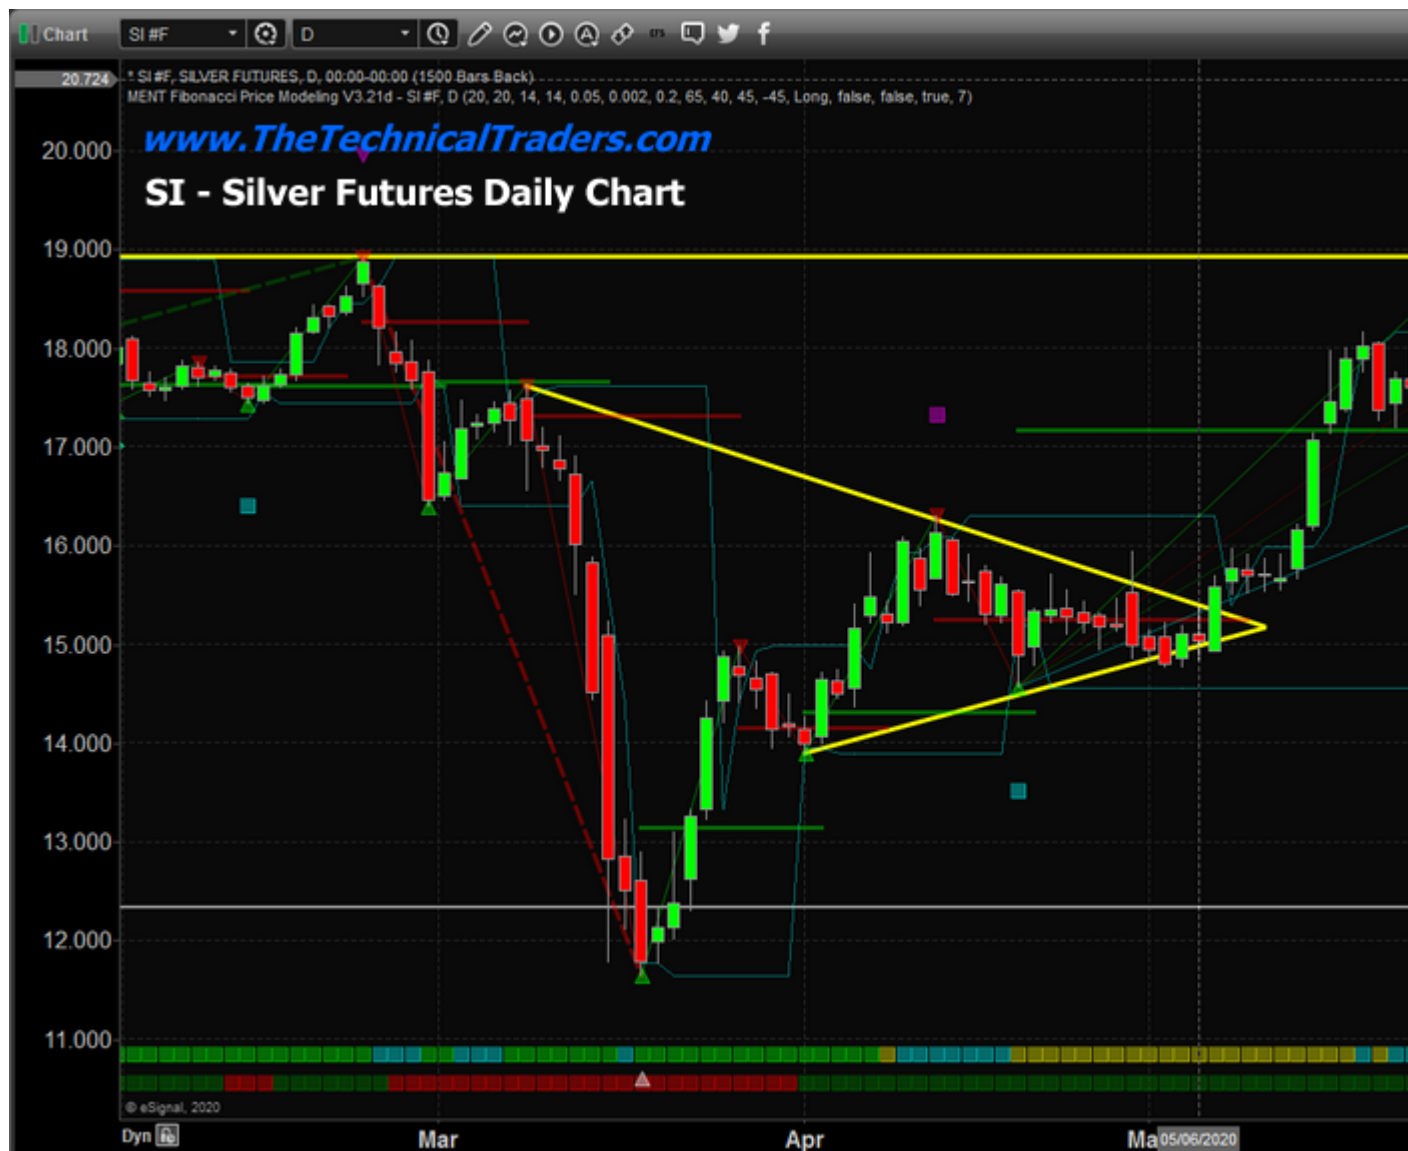 Chart SI #F D
20.724
* SI #F, SILVER FUTURES, D, 00:00-00:00 (1500 Bars Back)
MENT Fibonacci Price Modeling V3.21d - SI #F, D (20, 20, 14, 14, 0.05, 0.002, 0.2, 65, 40, 45, -45, Long, false, false, true, 7)
www.TheTechnicalTraders.com
20.000
SI - Silver Futures Daily Chart
19.000
18.000
17.000
16.000
15.000
14.000
13.000
12.000
11.000
© eSignal, 2020
Dyn
Mar Apr Ma 05/06/2020